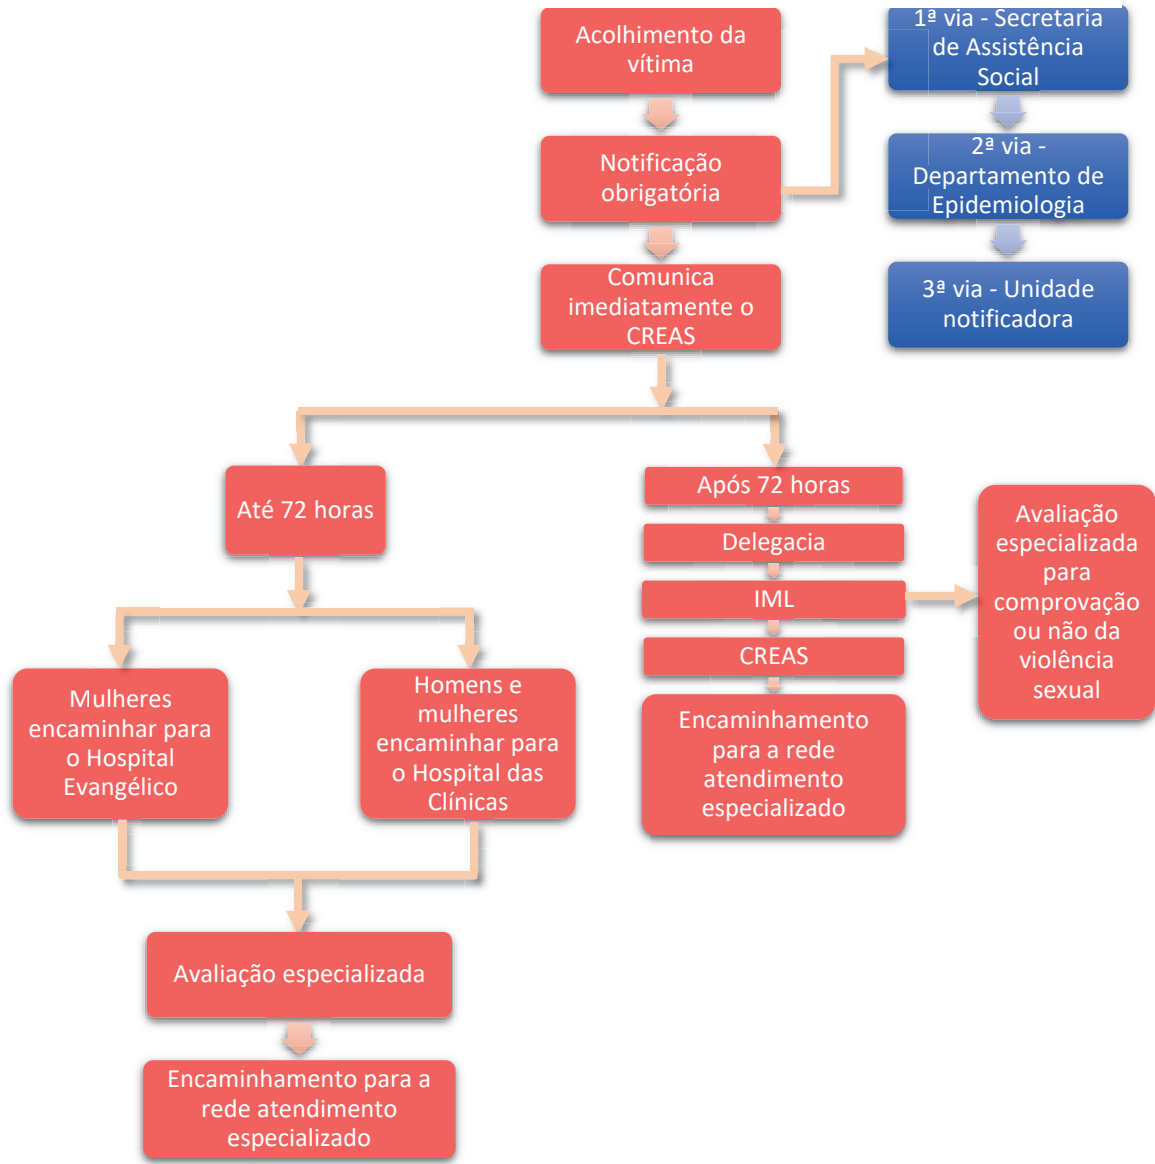 Acolhimento da
vítima
1ª via - Secretaria
de Assistência
Social
Notificação
obrigatória
2ª via -
Departamento de
Epidemiologia
Comunica
imediatamente o
CREAS
3ª via - Unidade
notificadora
Até 72 horas
Após 72 horas
Delegacia
IML
CREAS
Encaminhamento
para a rede
atendimento
especializado
Avaliação
especializada
para
comprovação
ou não da
violência
sexual
Mulheres
encaminhar para
o Hospital
Evangélico
Homens e
mulheres
encaminhar para
o Hospital das
Clínicas
Avaliação especializada
Encaminhamento para a
rede atendimento
especializado